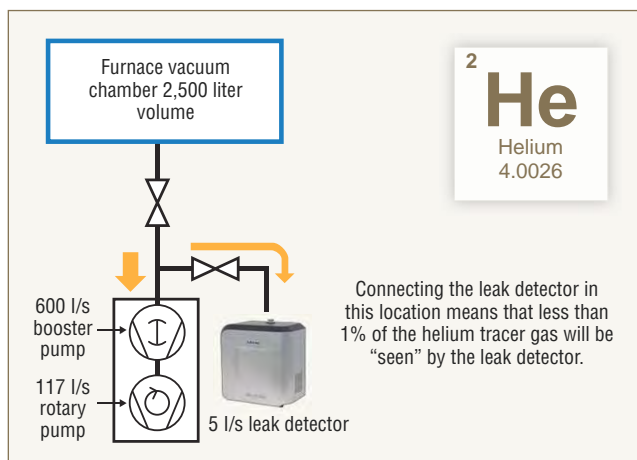 Furnace vacuum
chamber 2,500 liter
volume
2
He
Helium
4.0026
600 l/s
booster
pump
117 l/s
rotary
pump
5 l/s leak detector
Connecting the leak detector in
this location means that less than
1% of the helium tracer gas will be
“seen” by the leak detector.